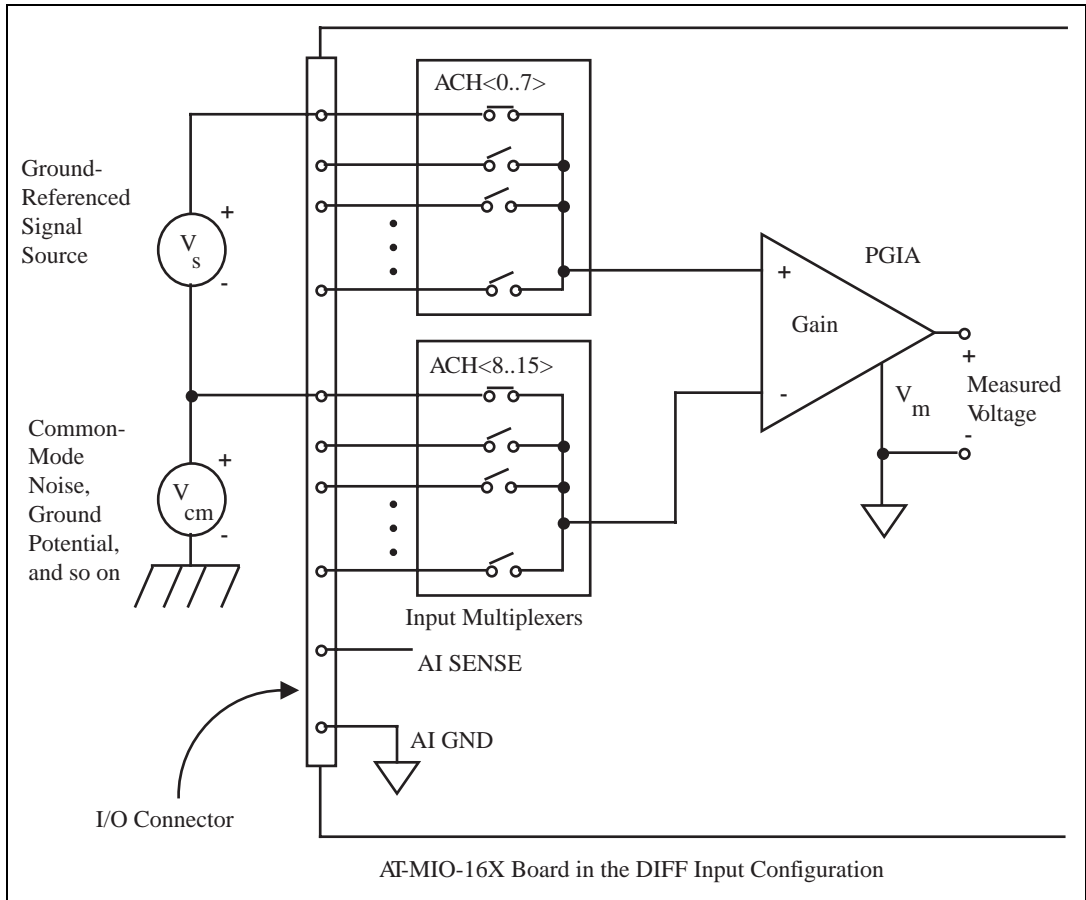 ACH<0..7>
Ground-
Referenced
Signal
Source
+
V
s
-
PGIA
+
Gain
-
+
Measured
Voltage
-
V
m
ACH<8..15>
Common-
Mode
Noise,
Ground
Potential,
and so on
+
V
cm
-
Input Multiplexers
AI SENSE
AI GND
I/O Connector
AT-MIO-16X Board in the DIFF Input Configuration